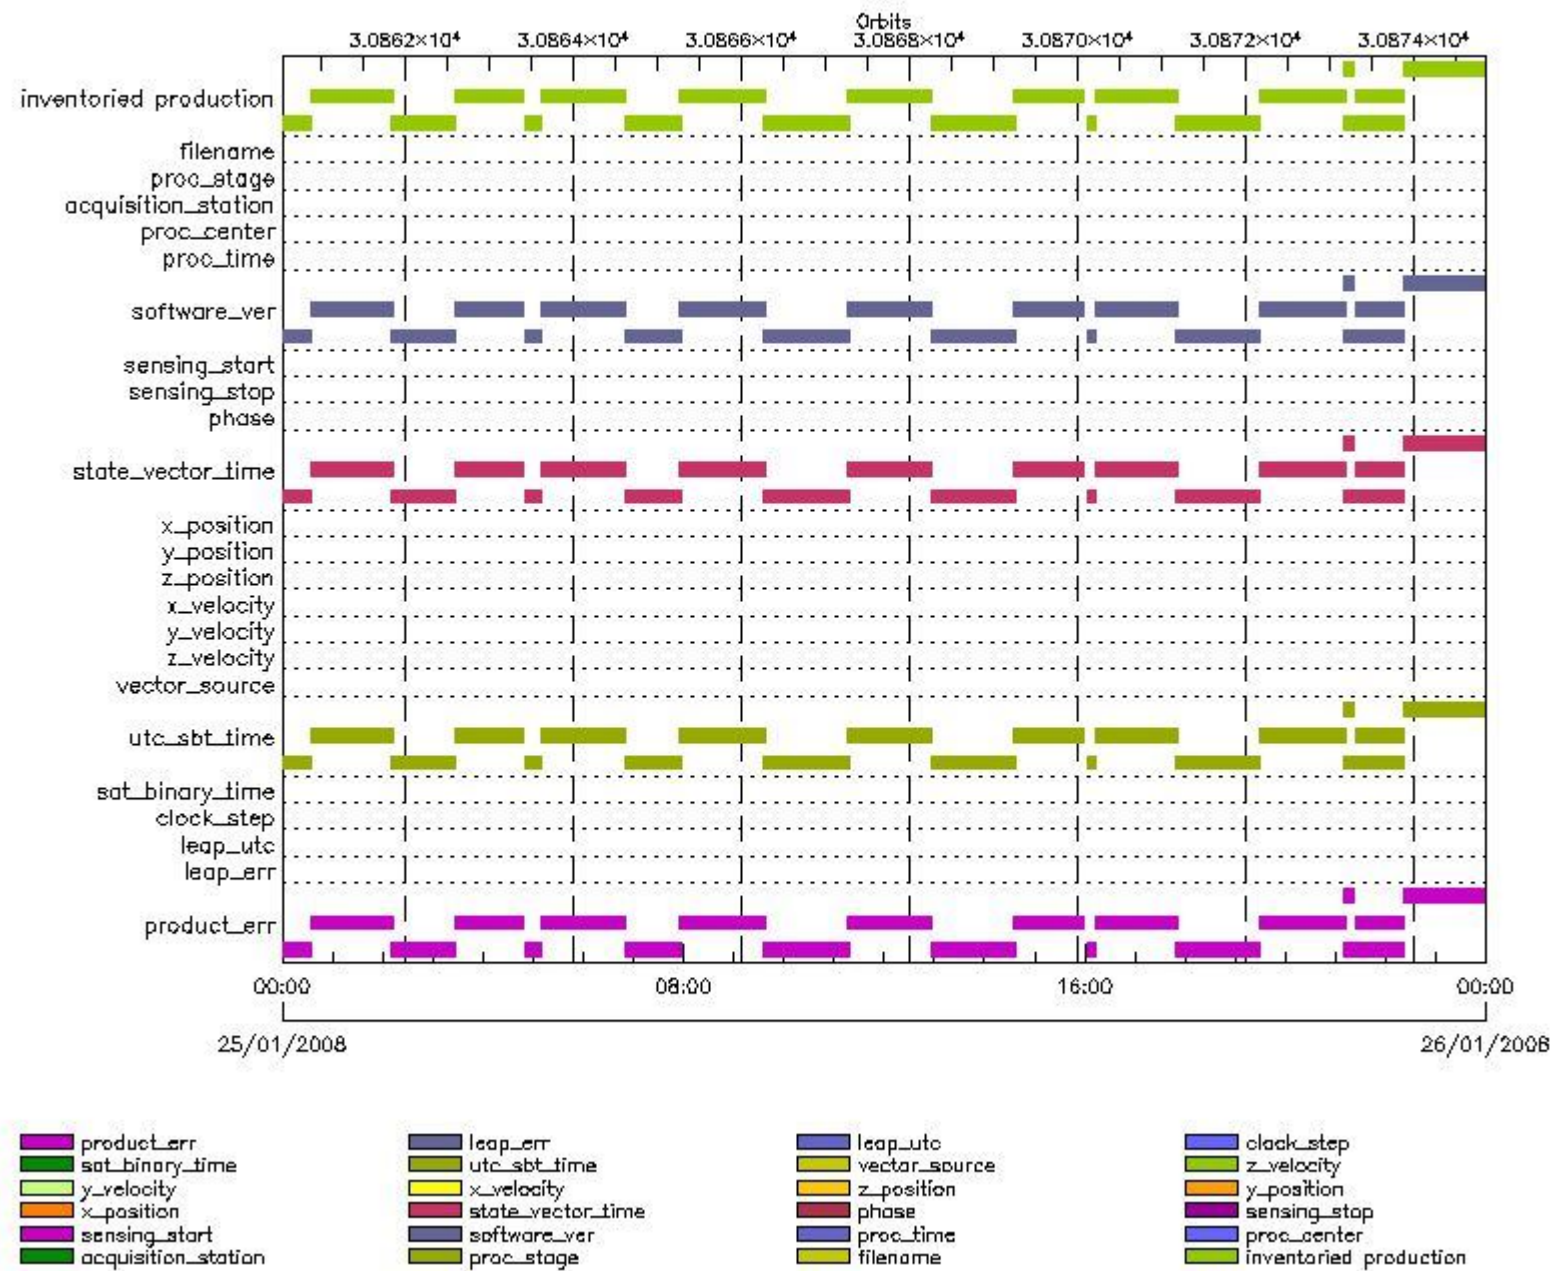 Orbits
3.0862×10⁴ 3.0864×10⁴ 3.0866×10⁴ 3.0868×10⁴ 3.0870×10⁴ 3.0872×10⁴ 3.0874×10⁴
inventoried production
filename
proc_stage
acquisition_station
proc_center
proc_time
software_ver
sensing_start
sensing_stop
phase
state_vector_time
x_position
y_position
z_position
x_velocity
y_velocity
z_velocity
vector_source
utc_sbt_time
sat_binary_time
clock_step
leap_utc
leap_err
product_err
00:00 08:00 16:00 00:00
25/01/2008 26/01/2008
product_err leap_err leap_utc clock_step
sat_binary_time utc_sbt_time vector_source z_velocity
y_velocity x_velocity z_position y_position
x_position state_vector_time phase sensing_stop
sensing_start software_ver proc_time proc_center
acquisition_station proc_stage filename inventoried production